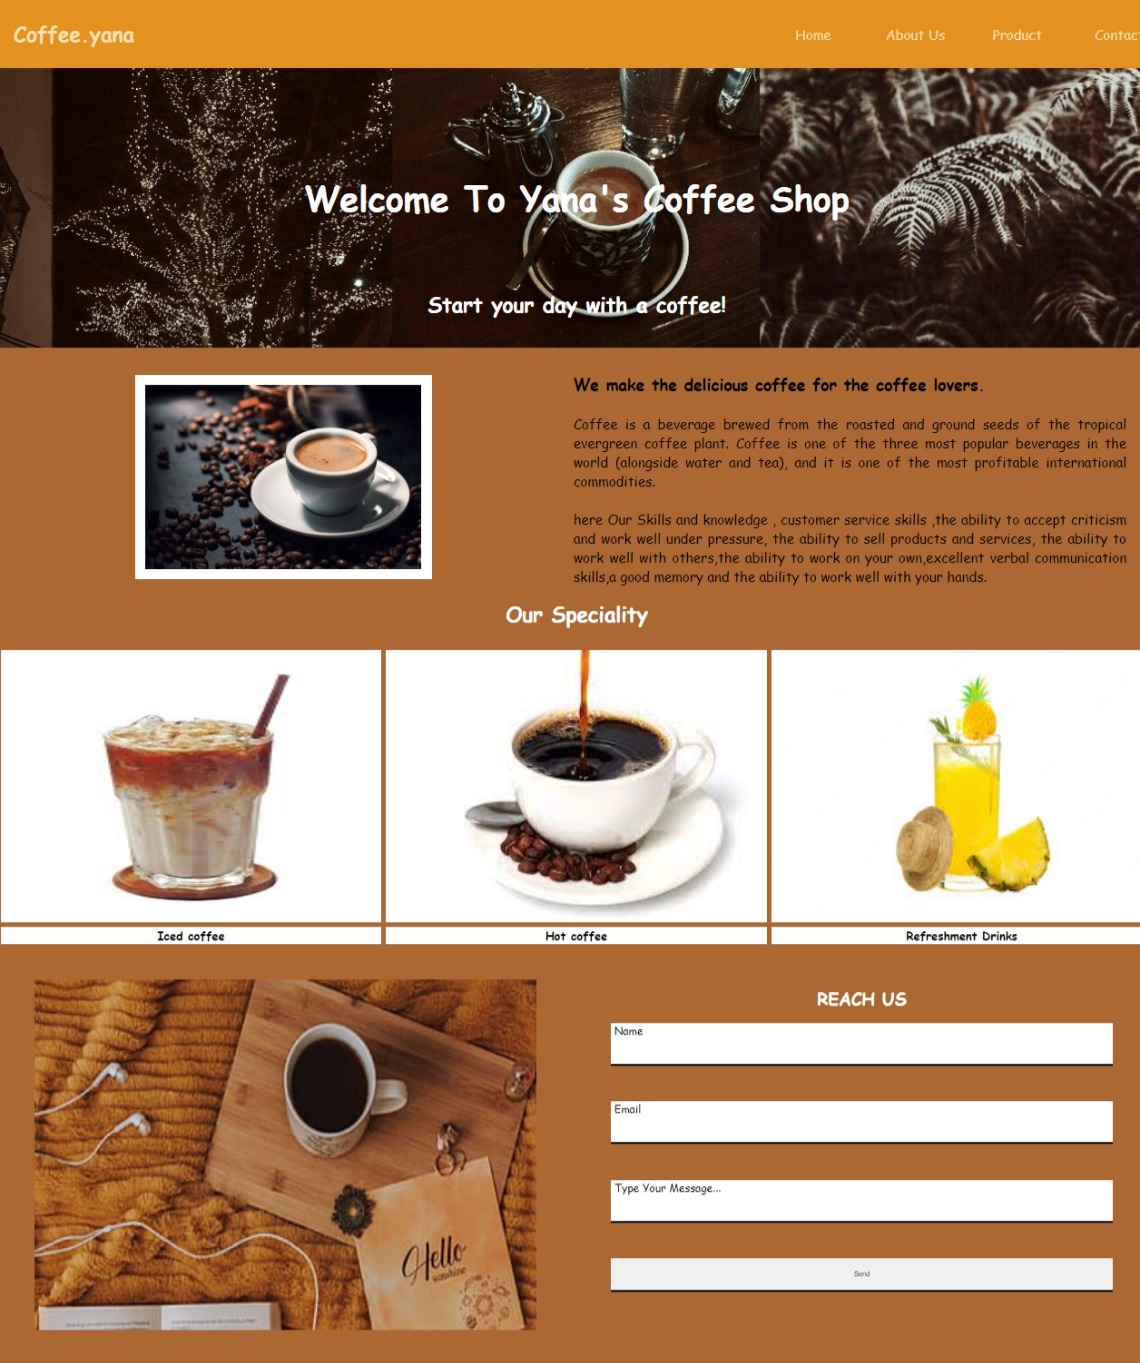 Coffee.yana
Home About Us Product Contac
Welcome To Yana's Coffee Shop
Start your day with a coffee!
We make the delicious coffee for the coffee lovers.
Coffee is a beverage brewed from the roasted and ground seeds of the tropical
evergreen coffee plant. Coffee is one of the three most popular beverages in the
world (alongside water and tea), and it is one of the most profitable international
commodities.
here Our Skills and knowledge , customer service skills ,the ability to accept criticism
and work well under pressure, the ability to sell products and services, the ability to
work well with others,the ability to work on your own,excellent verbal communication
skills,a good memory and the ability to work well with your hands.
Our Speciality
Iced coffee
Hot coffee
Refreshment Drinks
REACH US
Name
Email
Type Your Message...
Send
Hello
sunshine